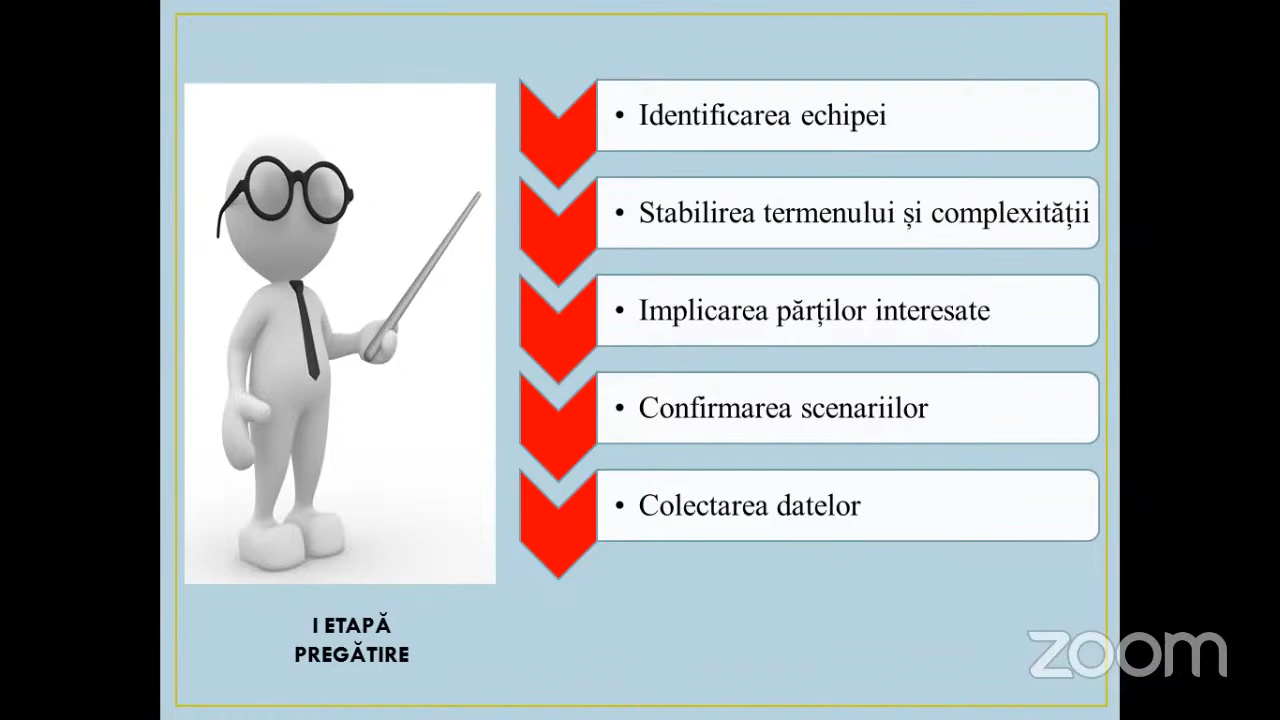 • Identificarea echipei
• Stabilirea termenului și complexității
• Implicarea părților interesate
• Confirmarea scenariilor
• Colectarea datelor
I ETAPĂ
PREGĂTIRE
zoom